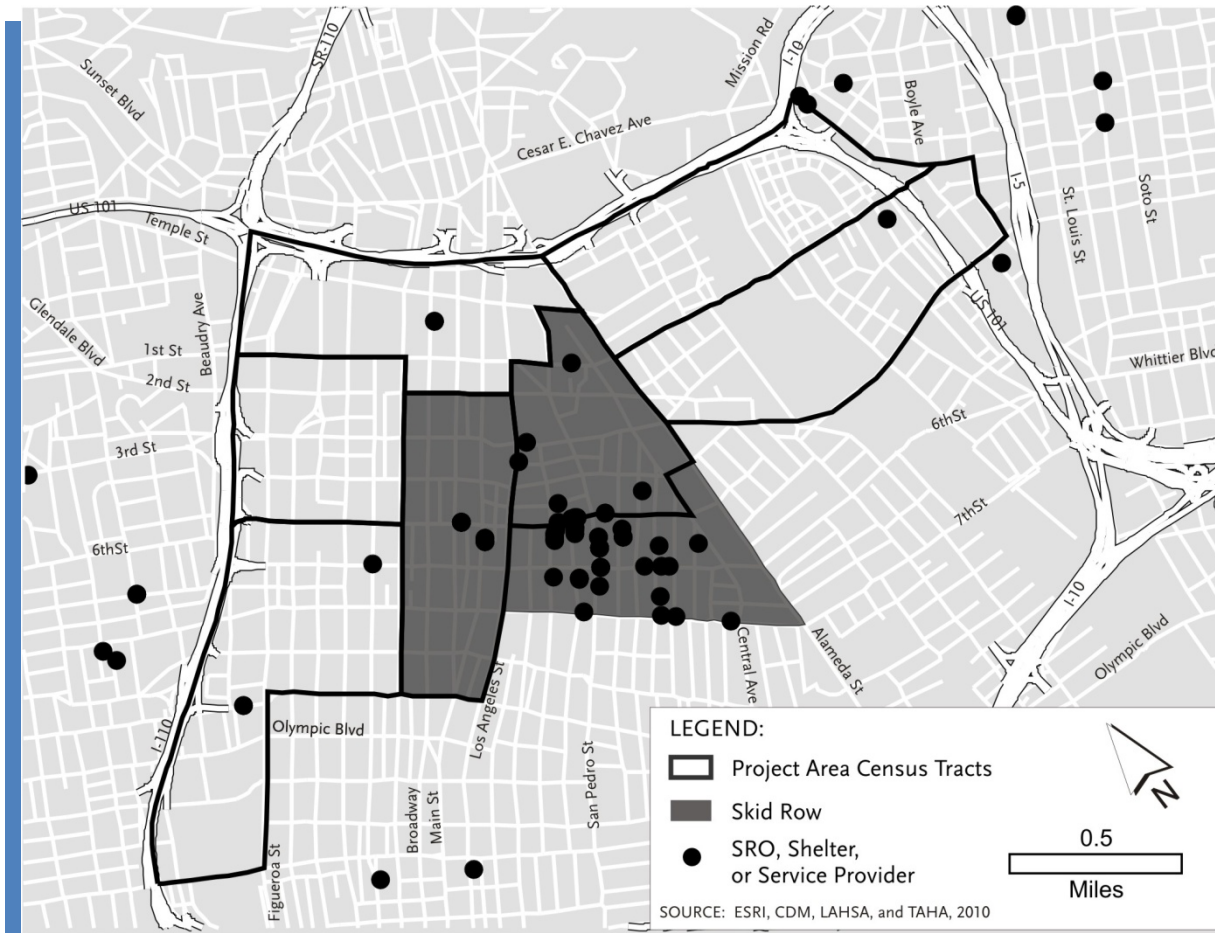 SR-110
Sunset Blvd
Mission Rd
I-10
Boyle Ave
Cesar E. Chavez Ave
I-5
St. Louis St
Soto St
US 101
Temple St
Beaudry Ave
Glendale Blvd
1st St
2nd St
US 101
Whittier Blvd
3rd St
6thSt
7thSt
6thSt
I-10
Olympic Blvd
Central Ave
Alameda St
Los Angeles St
I-110
Olympic Blvd
San Pedro St
Broadway
Main St
Figueroa St
LEGEND:
Project Area Census Tracts
Skid Row
SRO, Shelter,
or Service Provider
N
0.5
Miles
SOURCE: ESRI, CDM, LAHSA, and TAHA, 2010